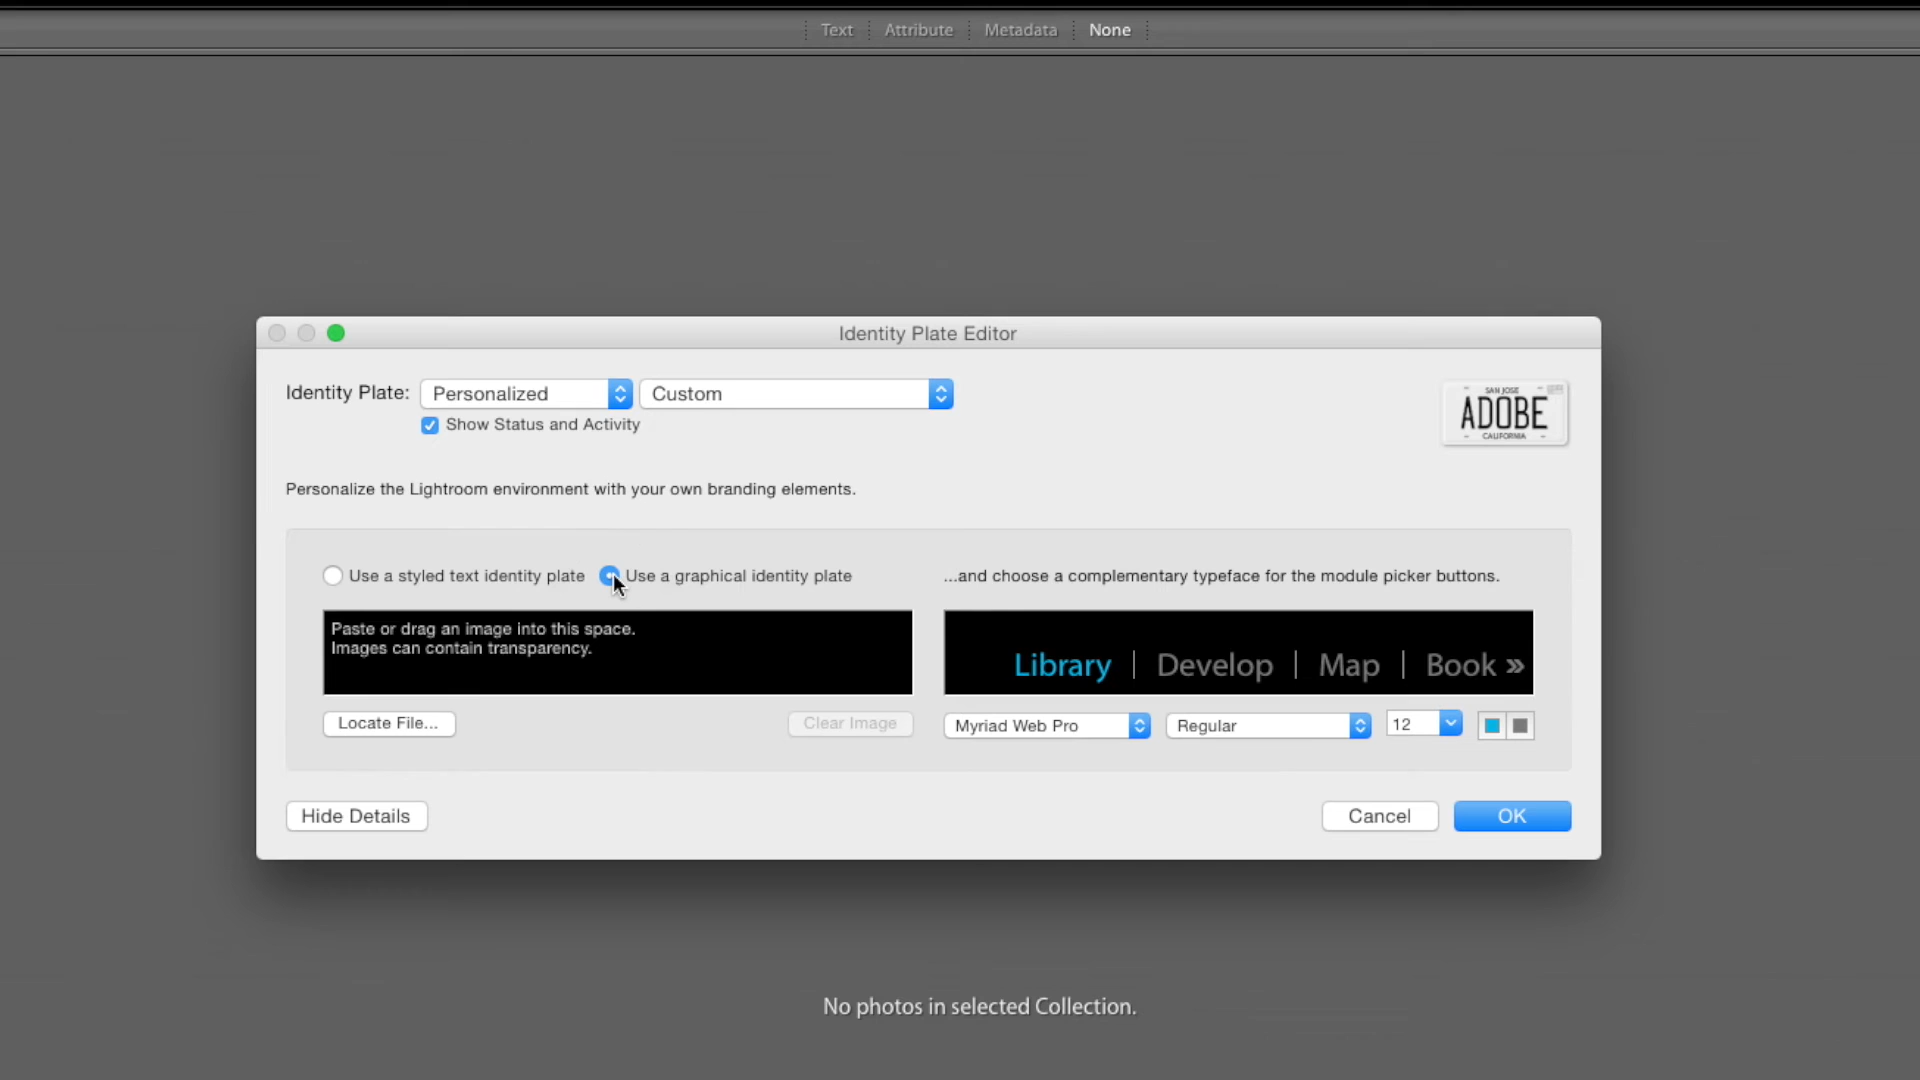 Text Attribute Metadata None
Identity Plate Editor
Identity Plate: Personalized Custom
Show Status and Activity
SAN JOSE
ADOBE
CALIFORNIA
Personalize the Lightroom environment with your own branding elements.
Use a styled text identity plate Use a graphical identity plate ...and choose a complementary typeface for the module picker buttons.
Paste or drag an image into this space.
Images can contain transparency.
Library | Develop | Map | Book »
Locate File... Clear Image Myriad Web Pro Regular 12
Hide Details Cancel OK
No photos in selected Collection.